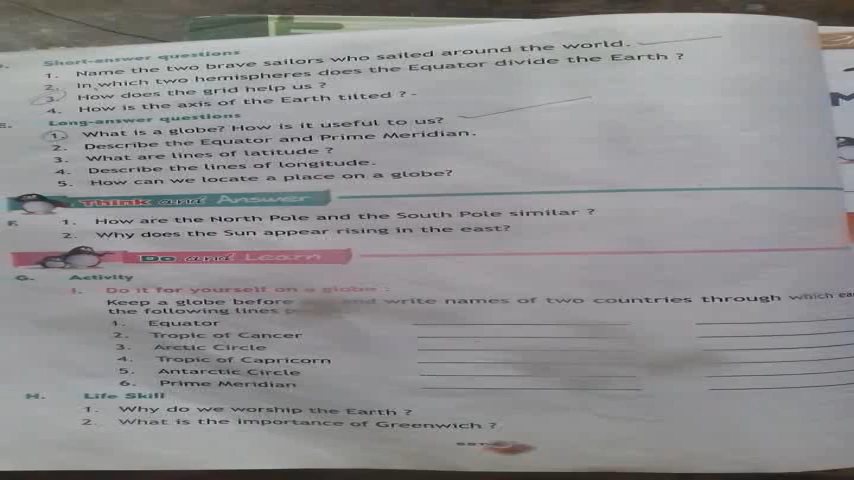 Short-answer questions
1. Name the two brave sailors who sailed around the world.
2. In which two hemispheres does the Equator divide the Earth ?
3. How does the grid help us ?
4. How is the axis of the Earth tilted ?
E. Long-answer questions
1. What is a globe? How is it useful to us?
2. Describe the Equator and Prime Meridian.
3. What are lines of latitude ?
4. Describe the lines of longitude.
5. How can we locate a place on a globe?
Think and Answer
F. 1. How are the North Pole and the South Pole similar ?
2. Why does the Sun appear rising in the east?
Do and Learn
G. Activity
1. Do it for yourself on a globe :
Keep a globe before and write names of two countries through which
the following lines
1. Equator
2. Tropic of Cancer
3. Arctic Circle
4. Tropic of Capricorn
5. Antarctic Circle
6. Prime Meridian
H. Life Skill
1. Why do we worship the Earth ?
2. What is the importance of Greenwich ?